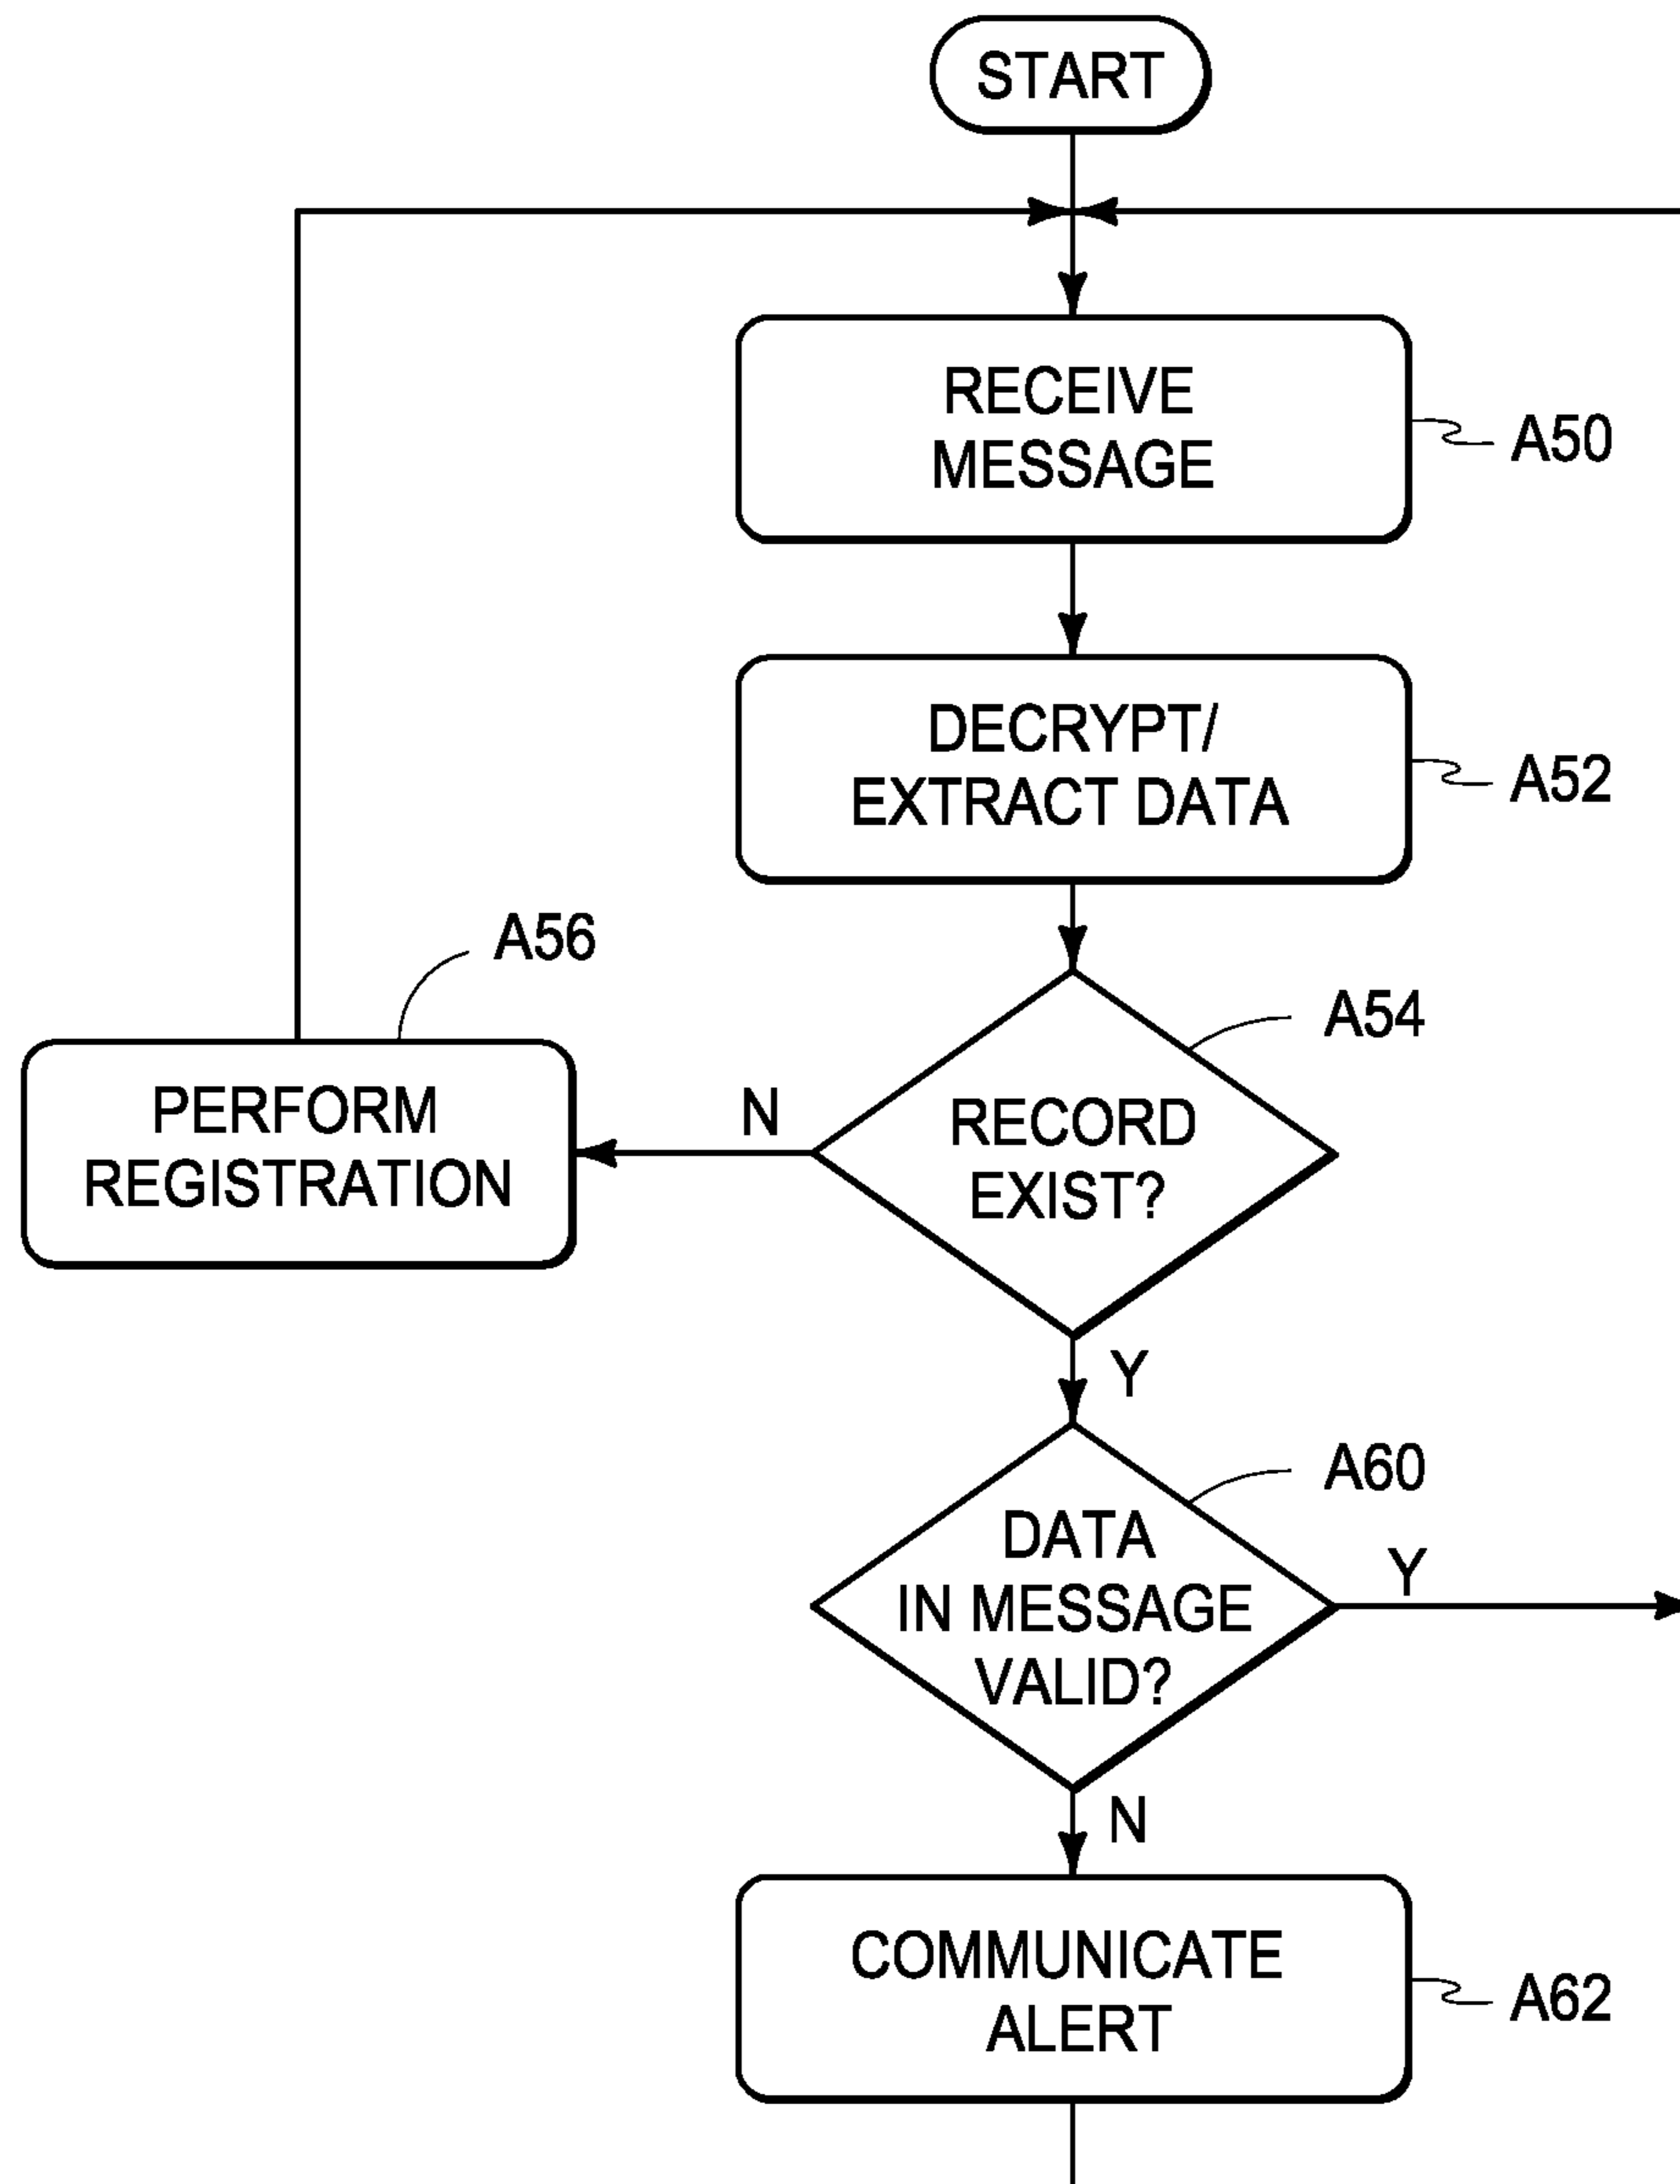 START
RECEIVE
MESSAGE
A50
DECRYPT/
EXTRACT DATA
A52
A56
PERFORM
REGISTRATION
N
A54
RECORD
EXIST?
Y
A60
DATA
IN MESSAGE
VALID?
Y
N
COMMUNICATE
ALERT
A62